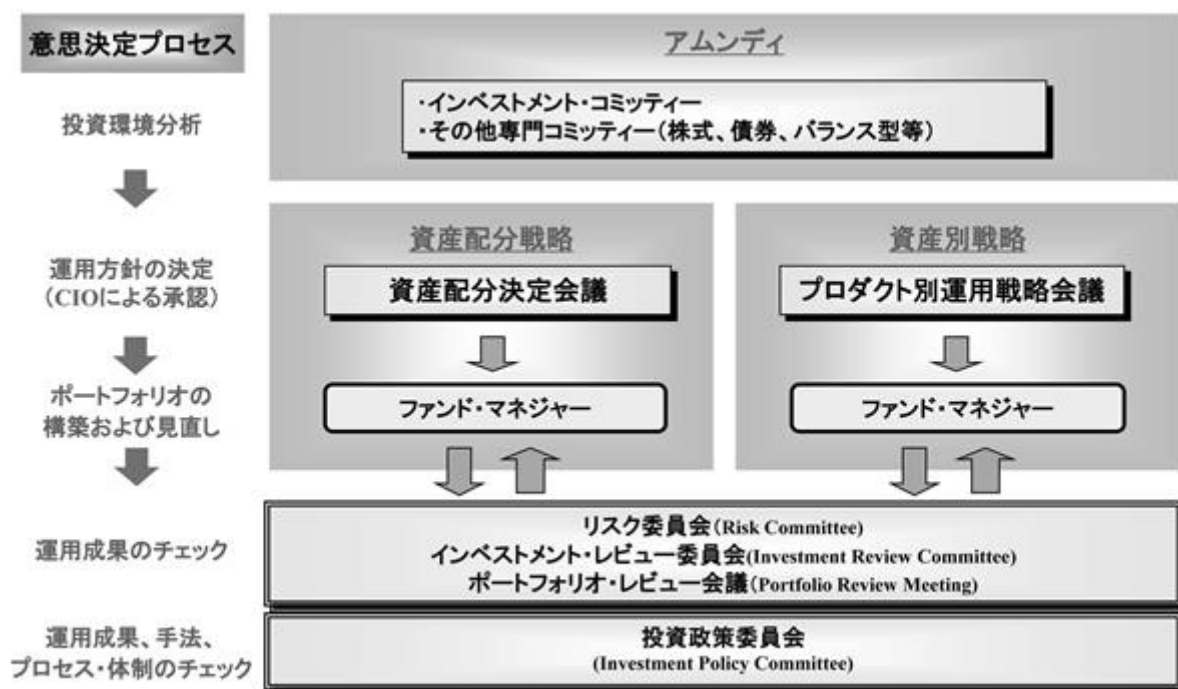 意思決定プロセス
アムンディ
・インベストメント・コミッティー
・その他専門コミッティー（株式、債券、バランス型等）
投資環境分析
資産配分戦略
資産別戦略
運用方針の決定
（CIOによる承認）
資産配分決定会議
プロダクト別運用戦略会議
ポートフォリオの
構築および見直し
ファンド・マネジャー
ファンド・マネジャー
運用成果のチェック
リスク委員会(Risk Committee)
インベストメント・レビュー委員会(Investment Review Committee)
ポートフォリオ・レビュー会議(Portfolio Review Meeting)
運用成果、手法、
プロセス・体制のチェック
投資政策委員会
(Investment Policy Committee)